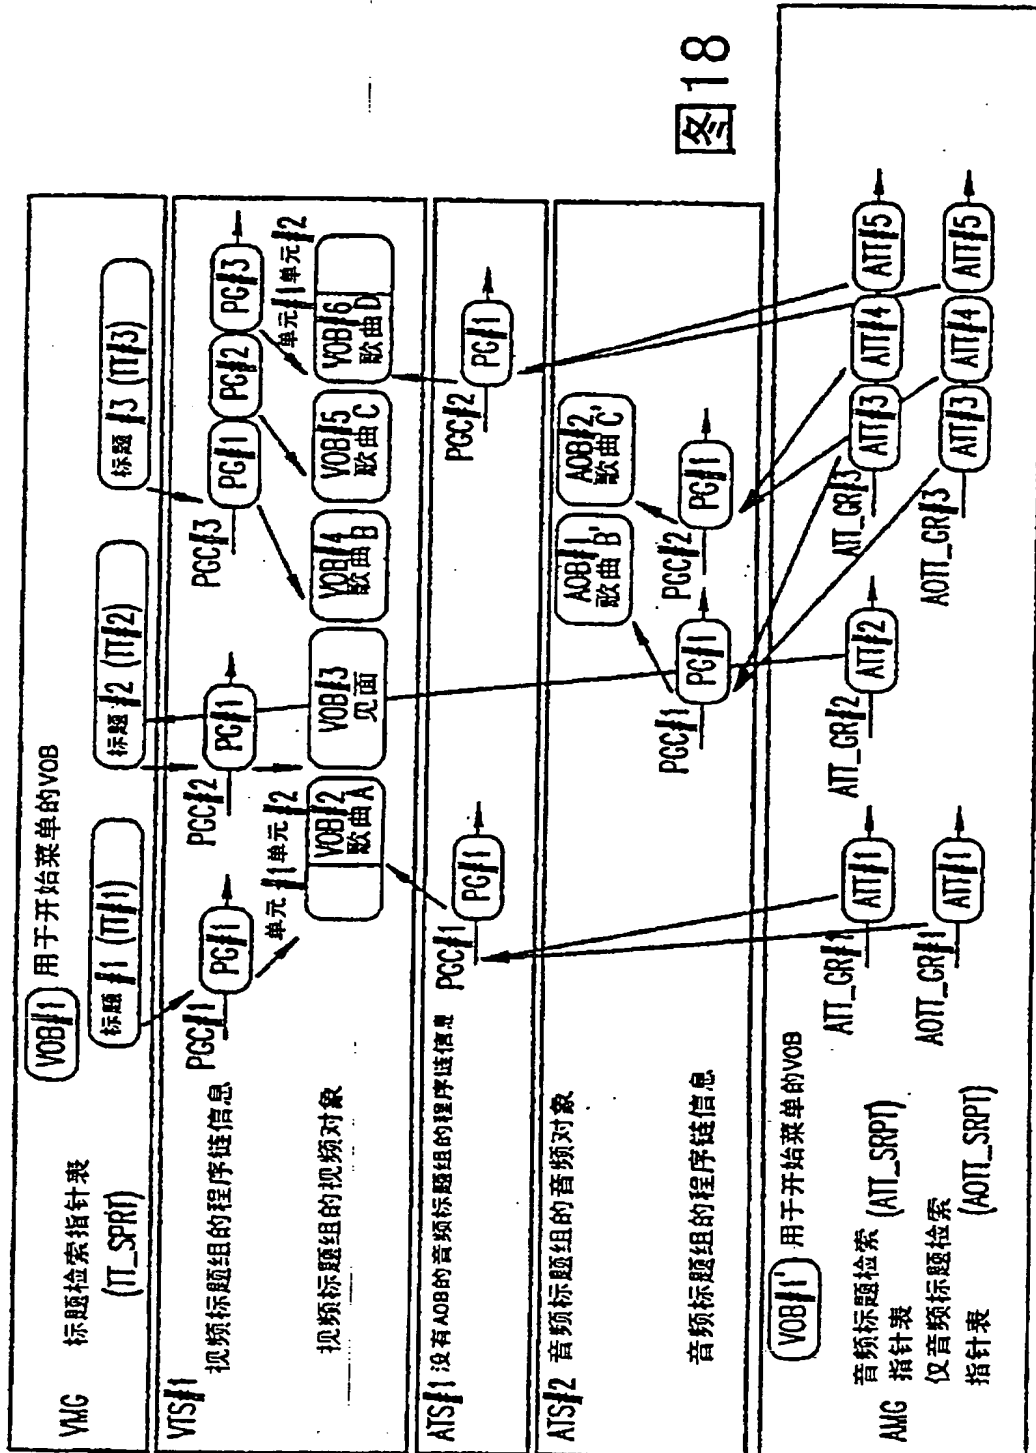 VMG
VOB#1 用于开始菜单的VOB
标题检索指针表
(TT_SPRT)
标题 #1 (TT#1)
标题 #2 (TT#2)
标题 #3 (TT#3)
VTS#1
视频标题组的程序链信息
PGC#1
PG#1
PGC#2
PG#1
PGC#3
PG#1
PG#2
PG#3
视频标题组的视频对象
单元 #1
单元 #2
VOB#2
歌曲A
VOB#3
见面
VOB#4
歌曲B
VOB#5
歌曲C
单元 #1
单元 #2
VOB#6
歌曲D
ATS#1 没有AOB的音频标题组的程序链信息
PGC#1
PG#1
PGC#2
PG#1
ATS#2 音频标题组的音频对象
AOB#1
歌曲B'
AOB#2
歌曲C'
音频标题组的程序链信息
PGC#1
PG#1
PGC#2
PG#1
VOB#1' 用于开始菜单的VOB
AMG
音频标题检索
指针表
(ATT_SRPT)
ATT_GR#1
ATT#1
ATT_GR#2
ATT#2
ATT_GR#3
ATT#3
ATT#4
ATT#5
仅音频标题检索
指针表
(AOTT_SRPT)
AOTT_GR#1
ATT#1
AOTT_GR#3
ATT#3
ATT#4
ATT#5
图18